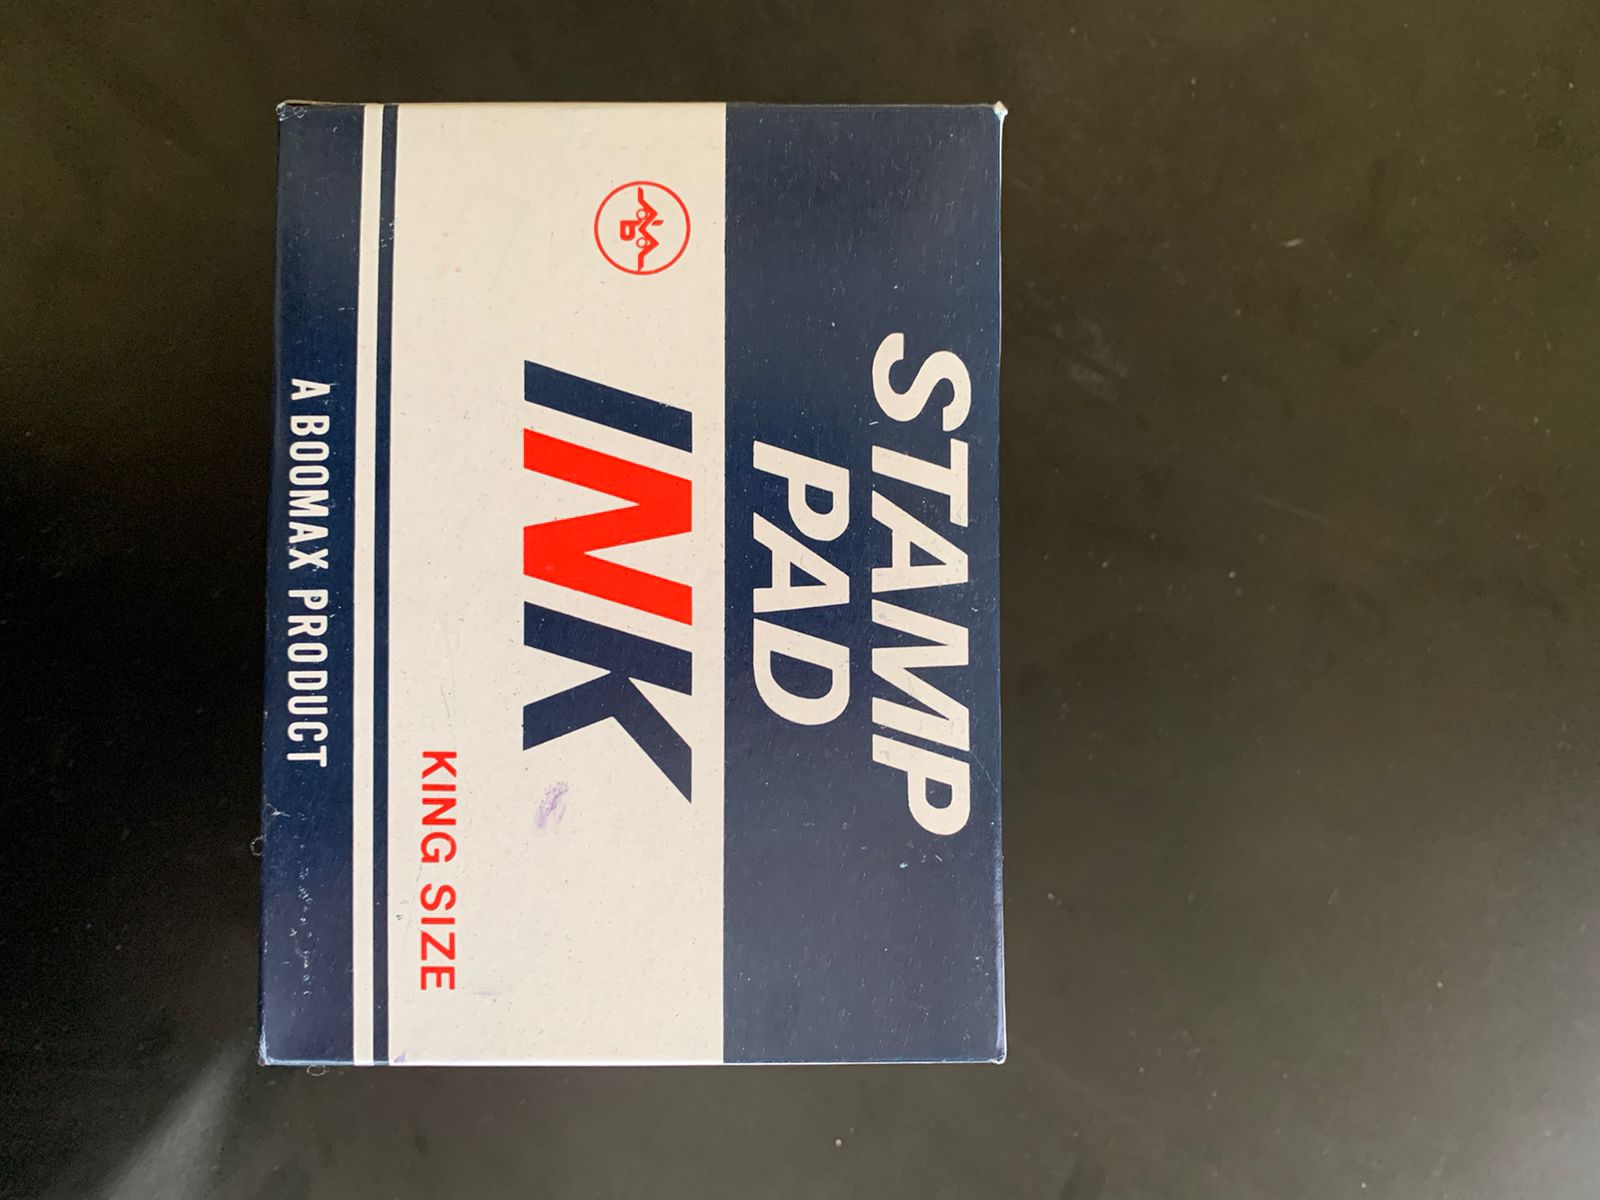 STAMP
PAD
INK
KING SIZE
A BOOMAX PRODUCT